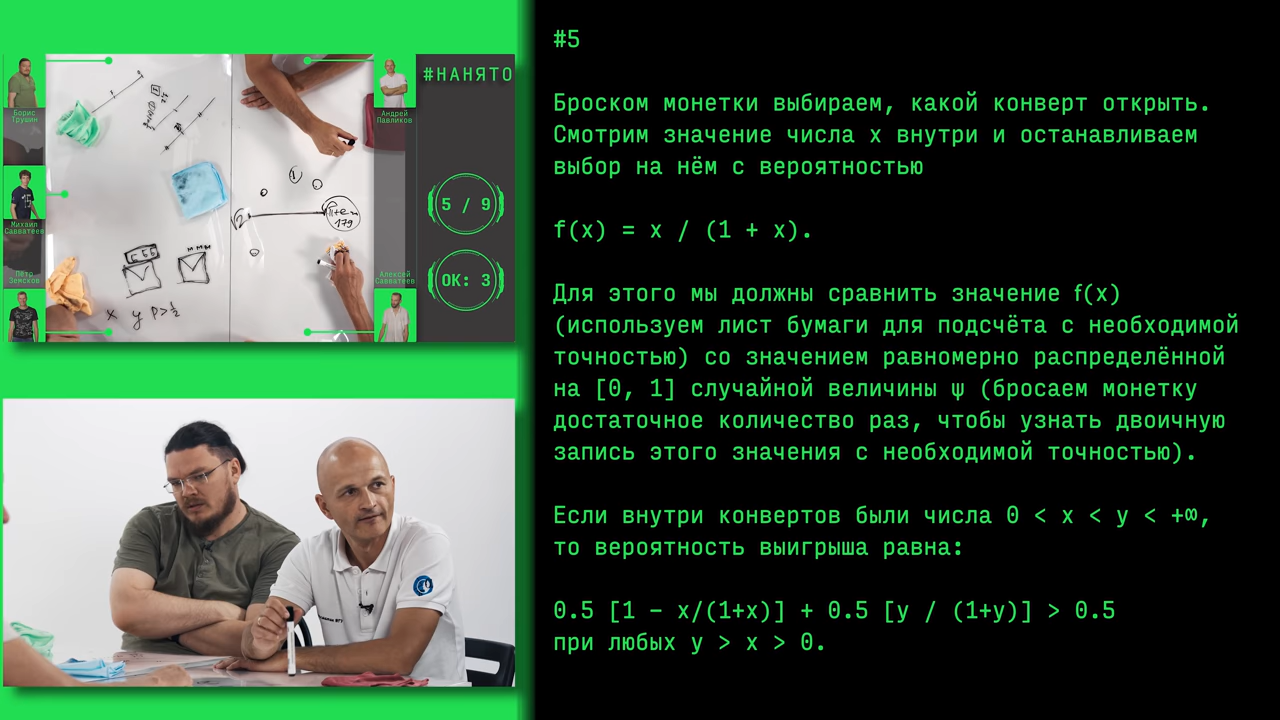 #5
Броском монетки выбираем, какой конверт открыть.
Смотрим значение числа x внутри и останавливаем
выбор на нём с вероятностью
f(x) = x / (1 + x).
Для этого мы должны сравнить значение f(x)
(используем лист бумаги для подсчёта с необходимой
точностью) со значением равномерно распределённой
на [0, 1] случайной величины ψ (бросаем монетку
достаточное количество раз, чтобы узнать двоичную
запись этого значения с необходимой точностью).
Если внутри конвертов были числа 0 < x < y < +∞,
то вероятность выигрыша равна:
0.5 [1 − x/(1+x)] + 0.5 [y / (1+y)] > 0.5
при любых y > x > 0.
#НАНЯТО
5 / 9
OK: 3
Борис
Трушин
Михаил
Савватеев
Пётр
Земсков
Андрей
Павликов
Алексей
Савватеев
179
x y P>½